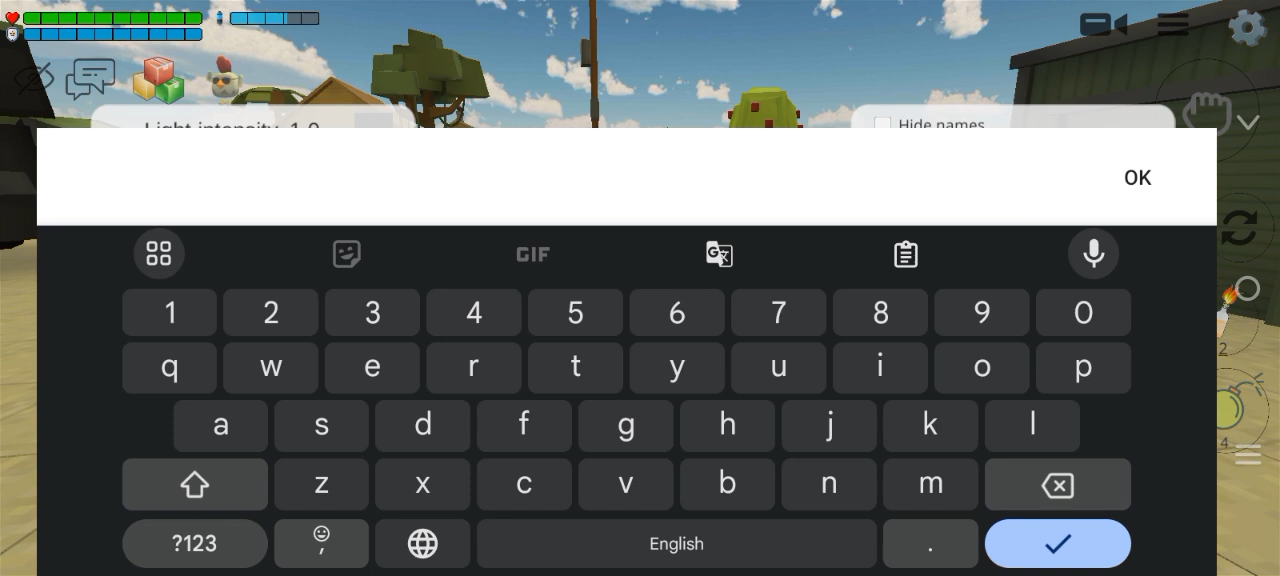 Light intensity 1.0
Hide names
OK
GIF
1 2 3 4 5 6 7 8 9 0
q w e r t y u i o p
a s d f g h j k l
z x c v b n m
2
4
?123 , English .